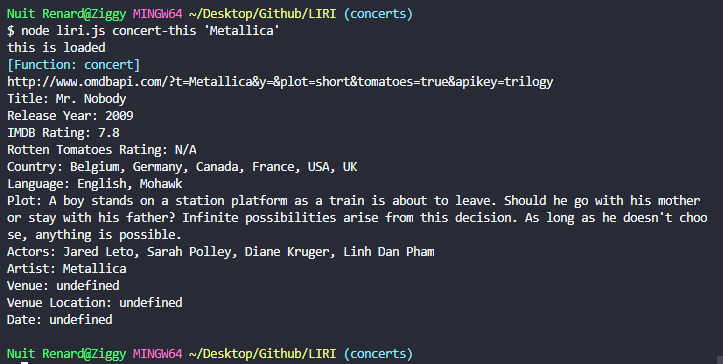 Nuit Renard@Ziggy MINGW64 ~/Desktop/Github/LIRI (concerts)
$ node liri.js concert-this 'Metallica'
this is loaded
[Function: concert]
http://www.omdbapi.com/?t=Metallica&y=&plot=short&tomatoes=true&apikey=trilogy
Title: Mr. Nobody
Release Year: 2009
IMDB Rating: 7.8
Rotten Tomatoes Rating: N/A
Country: Belgium, Germany, Canada, France, USA, UK
Language: English, Mohawk
Plot: A boy stands on a station platform as a train is about to leave. Should he go with his mother
or stay with his father? Infinite possibilities arise from this decision. As long as he doesn't choo
se, anything is possible.
Actors: Jared Leto, Sarah Polley, Diane Kruger, Linh Dan Pham
Artist: Metallica
Venue: undefined
Venue Location: undefined
Date: undefined
Nuit Renard@Ziggy MINGW64 ~/Desktop/Github/LIRI (concerts)